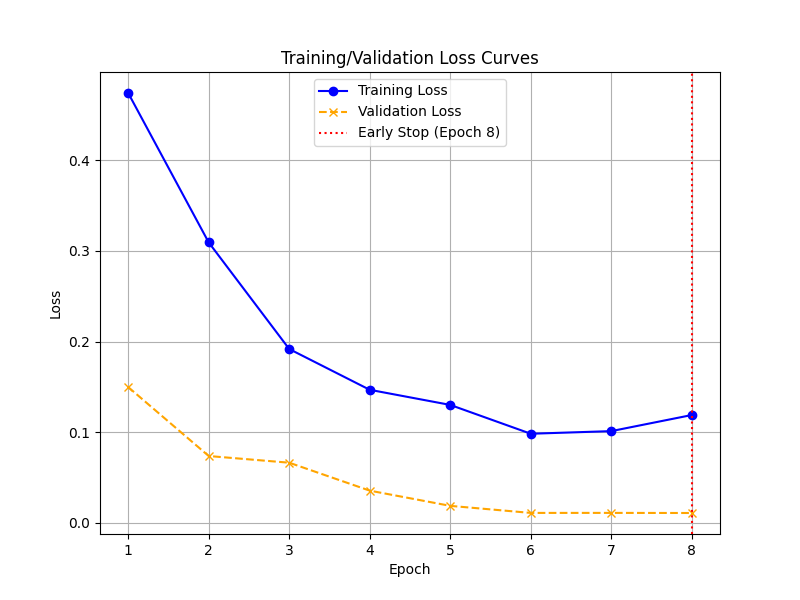 Training/Validation Loss Curves
Training Loss
Validation Loss
Early Stop (Epoch 8)
0.4
0.3
0.2
0.1
0.0
Loss
1 2 3 4 5 6 7 8
Epoch